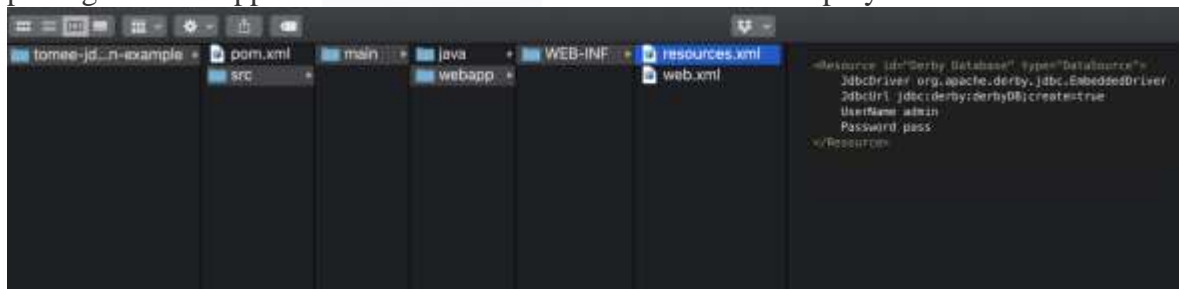 tomee-jd...n-example
pom.xml
src
main
java
webapp
WEB-INF
resources.xml
web.xml
<Resource id="Derby Database" type="DataSource">
JdbcDriver org.apache.derby.jdbc.EmbeddedDriver
JdbcUrl jdbc:derby:derbyDB;create=true
UserName admin
Password pass
</Resource>